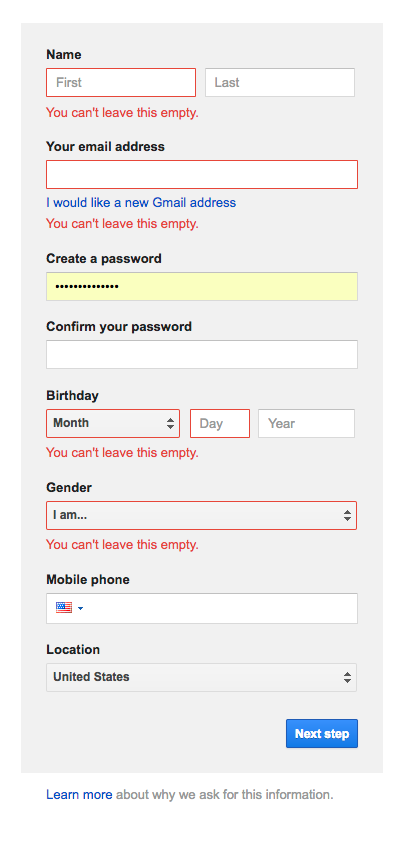 Name
First Last
You can't leave this empty.
Your email address
I would like a new Gmail address
You can't leave this empty.
Create a password
••••••••••••••
Confirm your password
Birthday
Month Day Year
You can't leave this empty.
Gender
I am...
You can't leave this empty.
Mobile phone
Location
United States
Next step
Learn more about why we ask for this information.